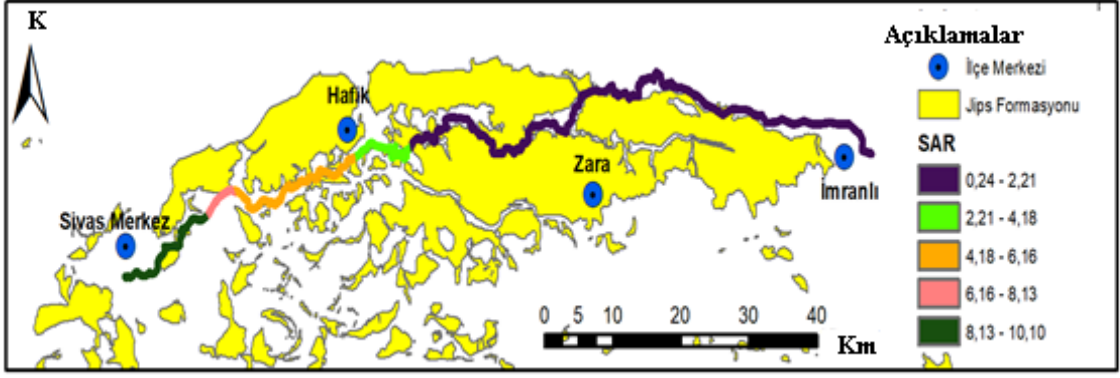 K
Açıklamalar
İlçe Merkezi
Jips Formasyonu
SAR
0,24 - 2,21
2,21 - 4,18
4,18 - 6,16
6,16 - 8,13
8,13 - 10,10
Hafik
Zara
İmranlı
Sivas Merkez
0 5 10 20 30 40
Km